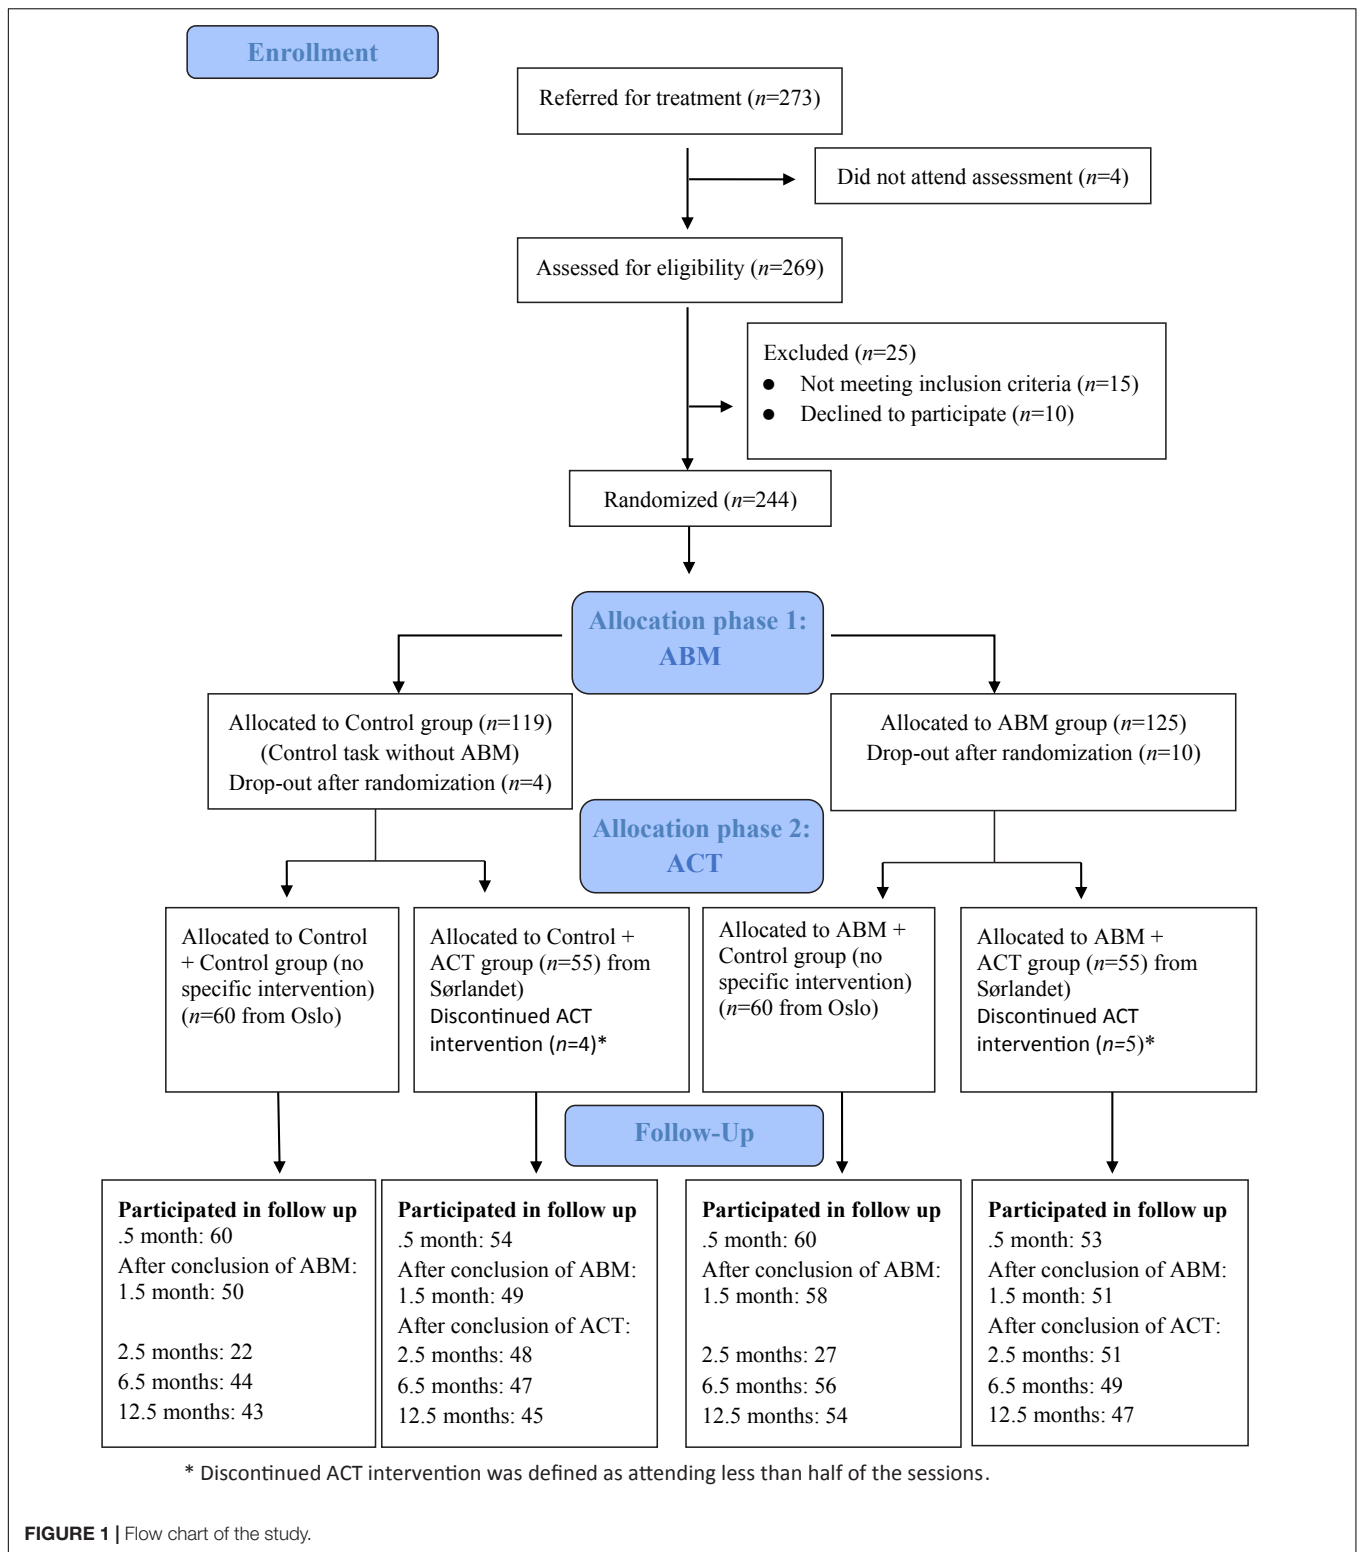 Enrollment
Referred for treatment (n=273)
Did not attend assessment (n=4)
Assessed for eligibility (n=269)
Excluded (n=25)
● Not meeting inclusion criteria (n=15)
● Declined to participate (n=10)
Randomized (n=244)
Allocation phase 1:
ABM
Allocated to Control group (n=119)
(Control task without ABM)
Drop-out after randomization (n=4)
Allocated to ABM group (n=125)
Drop-out after randomization (n=10)
Allocation phase 2:
ACT
Allocated to Control
+ Control group (no
specific intervention)
(n=60 from Oslo)
Allocated to Control +
ACT group (n=55) from
Sørlandet)
Discontinued ACT
intervention (n=4)*
Allocated to ABM +
Control group (no
specific intervention)
(n=60 from Oslo)
Allocated to ABM +
ACT group (n=55) from
Sørlandet)
Discontinued ACT
intervention (n=5)*
Follow-Up
Participated in follow up
.5 month: 60
After conclusion of ABM:
1.5 month: 50
2.5 months: 22
6.5 months: 44
12.5 months: 43
Participated in follow up
.5 month: 54
After conclusion of ABM:
1.5 month: 49
After conclusion of ACT:
2.5 months: 48
6.5 months: 47
12.5 months: 45
Participated in follow up
.5 month: 60
After conclusion of ABM:
1.5 month: 58
2.5 months: 27
6.5 months: 56
12.5 months: 54
Participated in follow up
.5 month: 53
After conclusion of ABM:
1.5 month: 51
After conclusion of ACT:
2.5 months: 51
6.5 months: 49
12.5 months: 47
* Discontinued ACT intervention was defined as attending less than half of the sessions.
FIGURE 1 | Flow chart of the study.